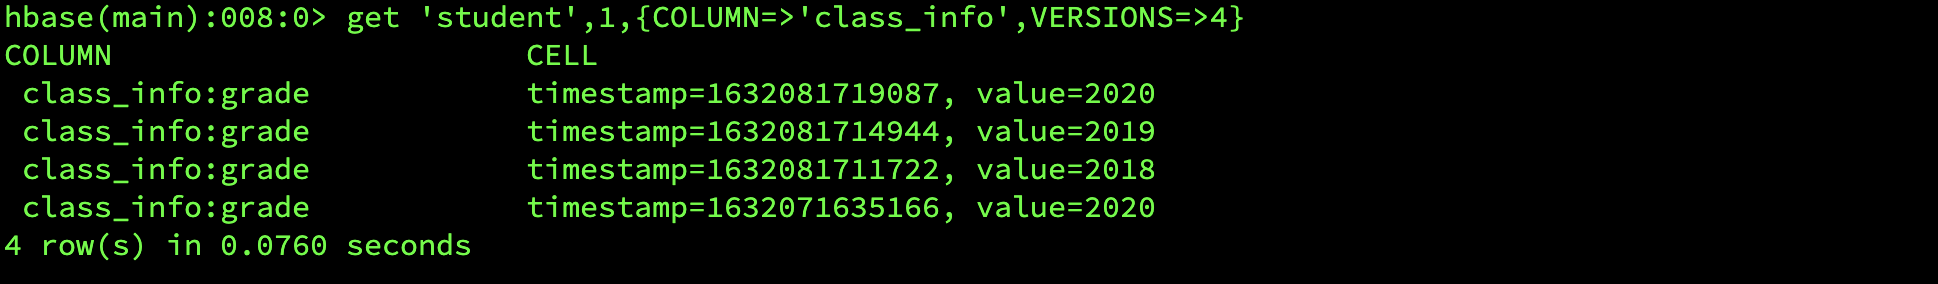 hbase(main):008:0> get 'student',1,{COLUMN=>'class_info',VERSIONS=>4}
COLUMN CELL
class_info:grade timestamp=1632081719087, value=2020
class_info:grade timestamp=1632081714944, value=2019
class_info:grade timestamp=1632081711722, value=2018
class_info:grade timestamp=1632071635166, value=2020
4 row(s) in 0.0760 seconds